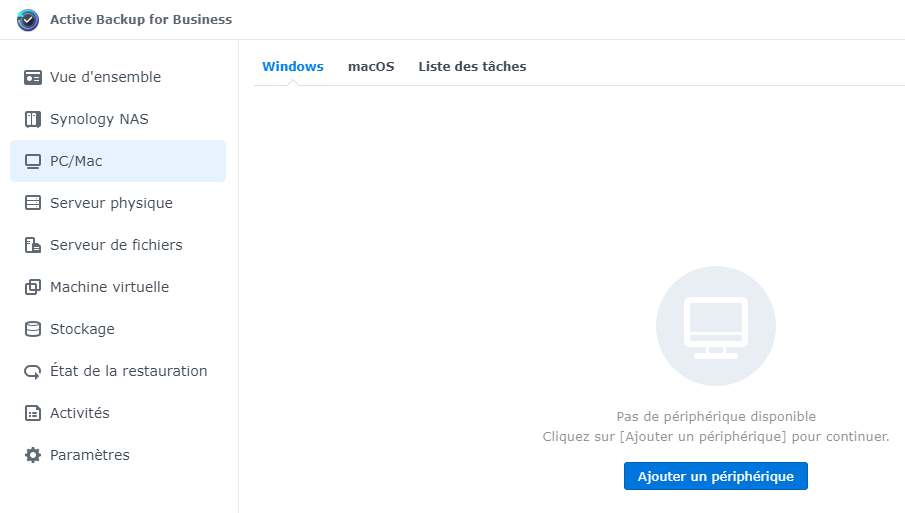 Active Backup for Business
Vue d'ensemble
Synology NAS
PC/Mac
Serveur physique
Serveur de fichiers
Machine virtuelle
Stockage
État de la restauration
Activités
Paramètres
Windows macOS Liste des tâches
Pas de périphérique disponible
Cliquez sur [Ajouter un périphérique] pour continuer.
Ajouter un périphérique